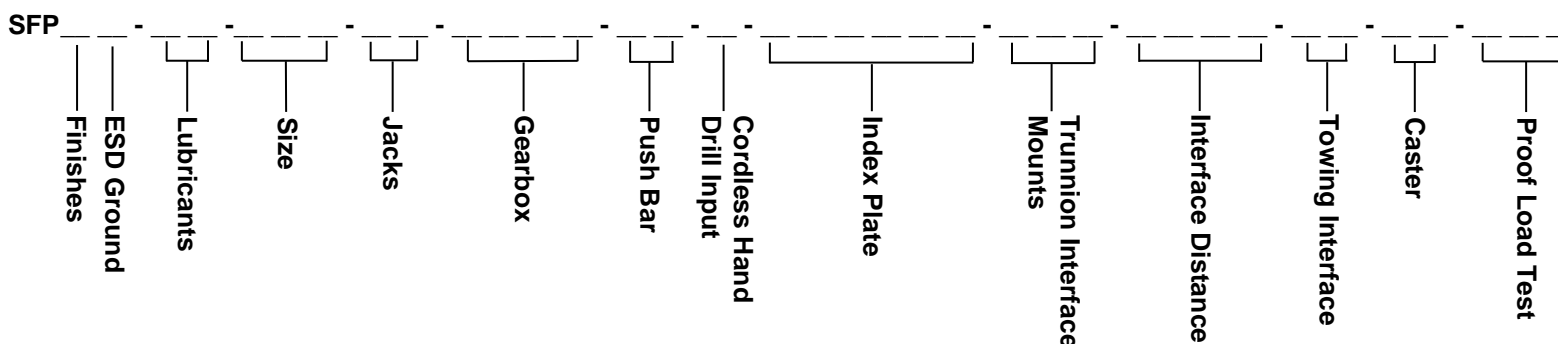 SFP__ __ - __ __ -__ __ __ - __ __ - __ __ __ __ - __ __ - __ - __ __ __ __ __ __ - __ __ __ - __ __ __ __ - __ __ - __ __ - __ __ __
Finishes
ESD Ground
Lubricants
Size
Jacks
Gearbox
Push Bar
Cordless Hand
Drill Input
Index Plate
Trunnion Interface
Mounts
Interface Distance
Towing Interface
Caster
Proof Load Test